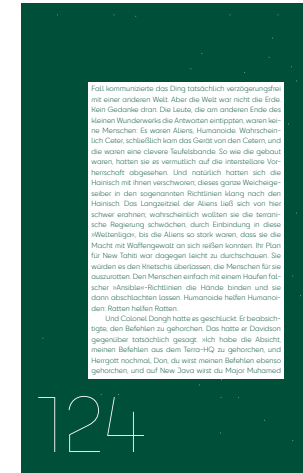 Fall kommunizierte das Ding tatsächlich verzögerungsfrei
mit einer anderen Welt. Aber die Welt war nicht die Erde.
Kein Gedanke dran. Die Leute, die am anderen Ende des
kleinen Wunderwerks die Antworten eintippten, waren kei-
ne Menschen: Es waren Aliens, Humanoide. Wahrschein-
lich Ceter, schließlich kam das Gerät von den Cetern, und
die waren eine clevere Teufelsbande. So wie die gebaut
waren, hatten sie es vermutlich auf die interstellare Vor-
herrschaft abgesehen. Und natürlich hatten sich die
Hainisch mit ihnen verschworen; dieses ganze Weicheige-
seiber in den sogenannten Richtlinien klang nach den
Hainisch. Das Langzeitziel der Aliens ließ sich von hier
schwer erahnen; wahrscheinlich wollten sie die terrani-
sche Regierung schwächen, durch Einbindung in diese
»Weltenliga«, bis die Aliens so stark waren, dass sie die
Macht mit Waffengewalt an sich reißen konnten. Ihr Plan
für New Tahiti war dagegen leicht zu durchschauen: Sie
würden es den Krietschis überlassen, die Menschen für sie
auszurotten. Den Menschen einfach mit einem Haufen fal-
scher »Ansible«-Richtlinien die Hände binden und sie
dann abschlachten lassen. Humanoide helfen Humanoi-
den: Ratten helfen Ratten.
Und Colonel Dongh hatte es geschluckt. Er beabsich-
tigte, den Befehlen zu gehorchen. Das hatte er Davidson
gegenüber tatsächlich gesagt. »Ich habe die Absicht,
meinen Befehlen aus dem Terra-HQ zu gehorchen, und
Herrgott nochmal, Don, du wirst meinen Befehlen ebenso
gehorchen, und auf New Java wirst du Major Muhamed
124